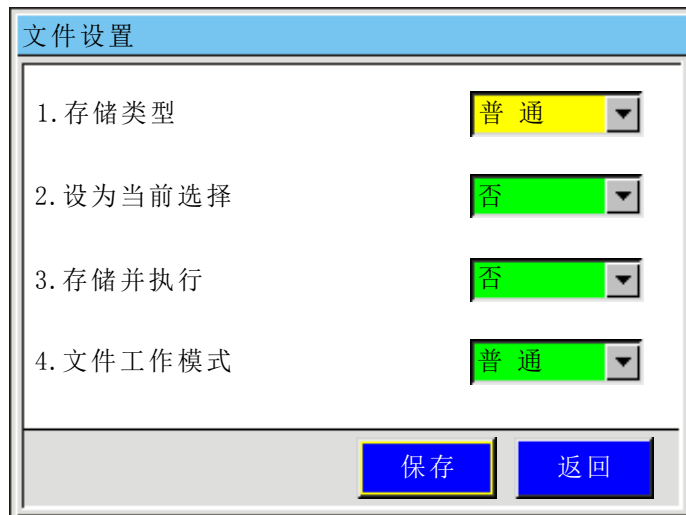 文件设置
1.存储类型 普通
2.设为当前选择 否
3.存储并执行 否
4.文件工作模式 普通
保存 返回